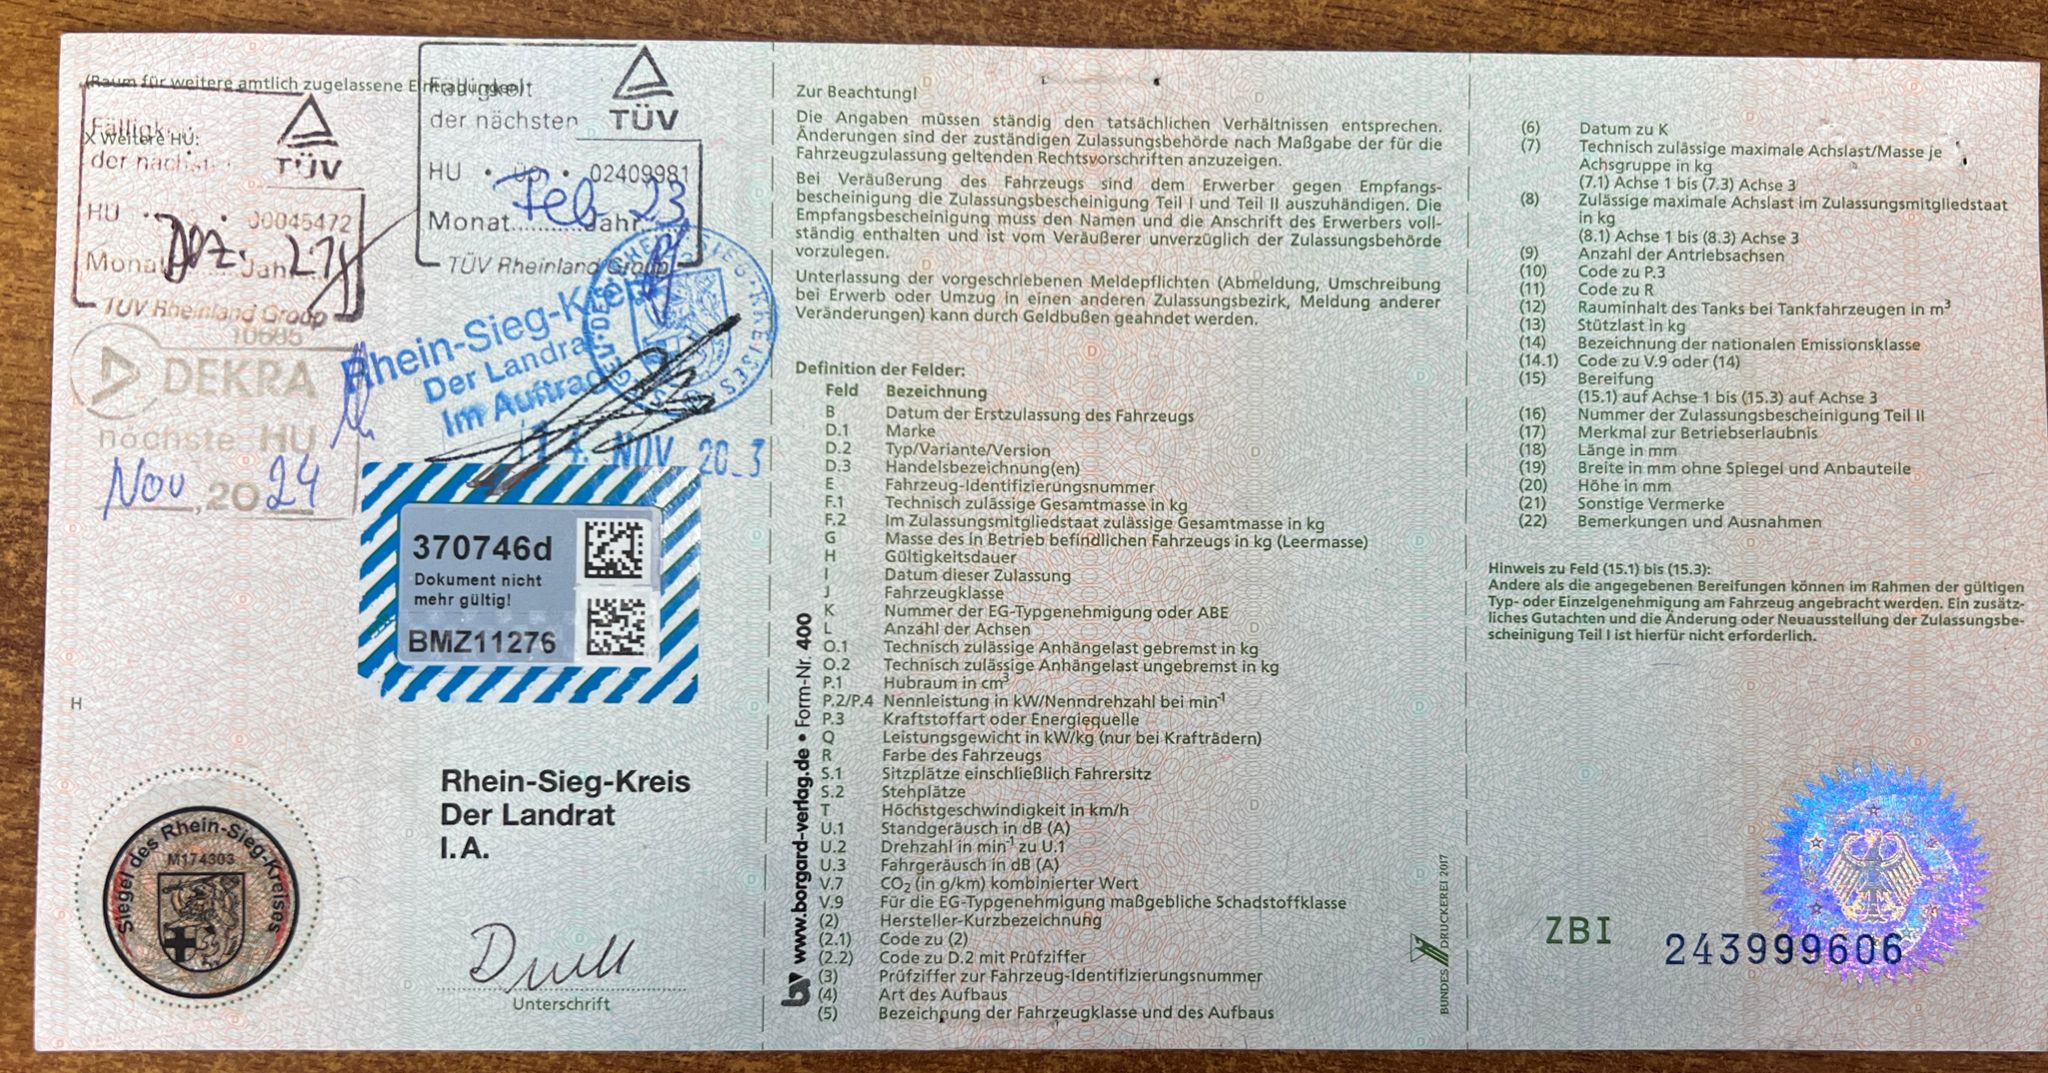 (Raum für weitere amtlich zugelassene Eintragungen)
X Weitere HU:
Fälligk
der nächst
TÜV
HU 00045472
Monat Dez. Jahr 21
TÜV Rheinland Group
Fälligkeit
der nächsten
TÜV
HU • 02409981
Monat Feb Jahr 23
TÜV Rheinland Group
10685
DEKRA
nächste HU
Nov, 2024
Rhein-Sieg-Kreis
Der Landrat
Im Auftrag
NOV
370746d
Dokument nicht
mehr gültig!
BMZ11276
H
Rhein-Sieg-Kreis
Der Landrat
I.A.
Siegel des Rhein-Sieg-Kreises
M174303
Unterschrift
www.borgard-verlag.de • Form-Nr. 400
Zur Beachtung!
Die Angaben müssen ständig den tatsächlichen Verhältnissen entsprechen.
Änderungen sind der zuständigen Zulassungsbehörde nach Maßgabe der für die
Fahrzeugzulassung geltenden Rechtsvorschriften anzuzeigen.
Bei Veräußerung des Fahrzeugs sind dem Erwerber gegen Empfangs-
bescheinigung die Zulassungsbescheinigung Teil I und Teil II auszuhändigen. Die
Empfangsbescheinigung muss den Namen und die Anschrift des Erwerbers voll-
ständig enthalten und ist vom Veräußerer unverzüglich der Zulassungsbehörde
vorzulegen.
Unterlassung der vorgeschriebenen Meldepflichten (Abmeldung, Umschreibung
bei Erwerb oder Umzug in einen anderen Zulassungsbezirk, Meldung anderer
Veränderungen) kann durch Geldbußen geahndet werden.
Definition der Felder:
Feld Bezeichnung
B Datum der Erstzulassung des Fahrzeugs
D.1 Marke
D.2 Typ/Variante/Version
D.3 Handelsbezeichnung(en)
E Fahrzeug-Identifizierungsnummer
F.1 Technisch zulässige Gesamtmasse in kg
F.2 Im Zulassungsmitgliedstaat zulässige Gesamtmasse in kg
G Masse des in Betrieb befindlichen Fahrzeugs in kg (Leermasse)
H Gültigkeitsdauer
I Datum dieser Zulassung
J Fahrzeugklasse
K Nummer der EG-Typgenehmigung oder ABE
L Anzahl der Achsen
O.1 Technisch zulässige Anhängelast gebremst in kg
O.2 Technisch zulässige Anhängelast ungebremst in kg
P.1 Hubraum in cm³
P.2/P.4 Nennleistung in kW/Nenndrehzahl bei min⁻¹
P.3 Kraftstoffart oder Energiequelle
Q Leistungsgewicht in kW/kg (nur bei Krafträdern)
R Farbe des Fahrzeugs
S.1 Sitzplätze einschließlich Fahrersitz
S.2 Stehplätze
T Höchstgeschwindigkeit in km/h
U.1 Standgeräusch in dB (A)
U.2 Drehzahl in min⁻¹ zu U.1
U.3 Fahrgeräusch in dB (A)
V.7 CO₂ (in g/km) kombinierter Wert
V.9 Für die EG-Typgenehmigung maßgebliche Schadstoffklasse
(2) Hersteller-Kurzbezeichnung
(2.1) Code zu (2)
(2.2) Code zu D.2 mit Prüfziffer
(3) Prüfziffer zur Fahrzeug-Identifizierungsnummer
(4) Art des Aufbaus
(5) Bezeichnung der Fahrzeugklasse und des Aufbaus
BUNDESDRUCKEREI 2017
(6) Datum zu K
(7) Technisch zulässige maximale Achslast/Masse je
Achsgruppe in kg
(7.1) Achse 1 bis (7.3) Achse 3
(8) Zulässige maximale Achslast im Zulassungsmitgliedstaat
in kg
(8.1) Achse 1 bis (8.3) Achse 3
(9) Anzahl der Antriebsachsen
(10) Code zu P.3
(11) Code zu R
(12) Rauminhalt des Tanks bei Tankfahrzeugen in m³
(13) Stützlast in kg
(14) Bezeichnung der nationalen Emissionsklasse
(14.1) Code zu V.9 oder (14)
(15) Bereifung
(15.1) auf Achse 1 bis (15.3) auf Achse 3
(16) Nummer der Zulassungsbescheinigung Teil II
(17) Merkmal zur Betriebserlaubnis
(18) Länge in mm
(19) Breite in mm ohne Spiegel und Anbauteile
(20) Höhe in mm
(21) Sonstige Vermerke
(22) Bemerkungen und Ausnahmen
Hinweis zu Feld (15.1) bis (15.3):
Andere als die angegebenen Bereifungen können im Rahmen der gültigen
Typ- oder Einzelgenehmigung am Fahrzeug angebracht werden. Ein zusätz-
liches Gutachten und die Änderung oder Neuausstellung der Zulassungsbe-
scheinigung Teil I ist hierfür nicht erforderlich.
ZBI 243999606